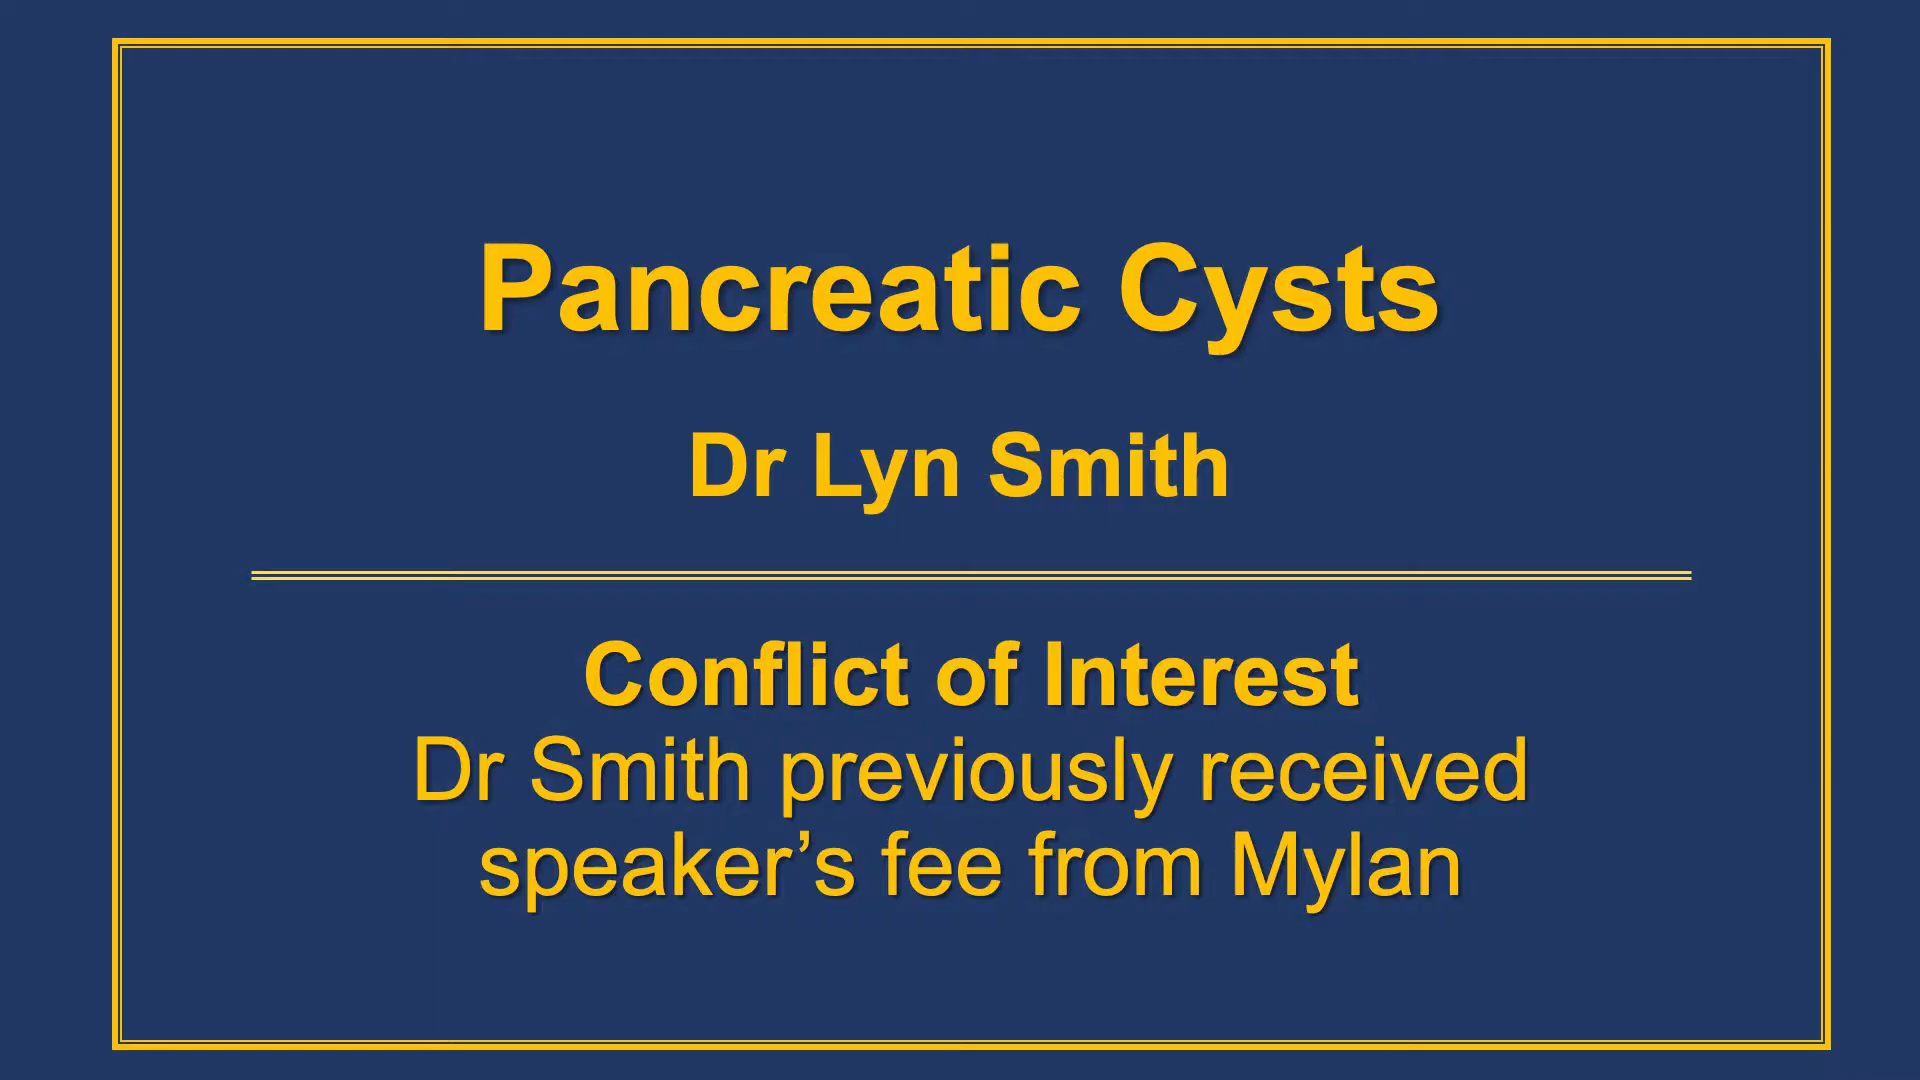 Pancreatic Cysts
Dr Lyn Smith
Conflict of Interest
Dr Smith previously received
speaker’s fee from Mylan